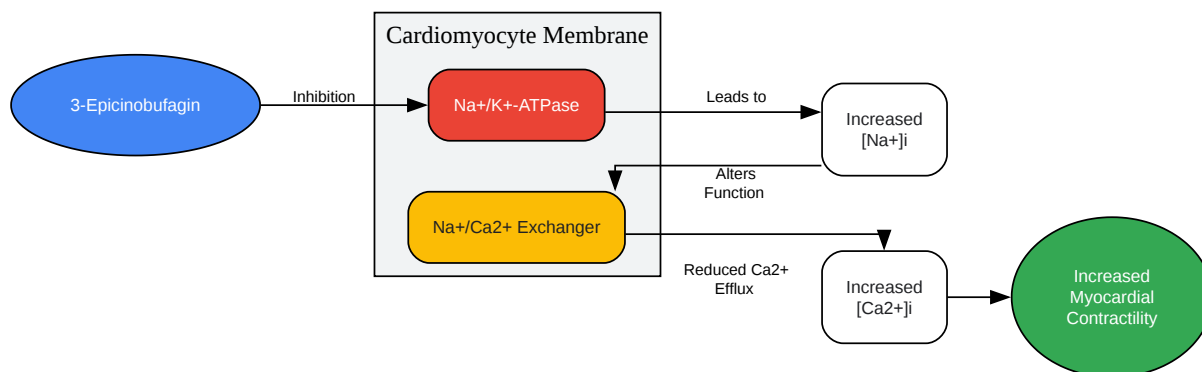 Cardiomyocyte Membrane
3-Epicinobufagin
Inhibition
Na+/K+-ATPase
Leads to
Increased
[Na+]i
Alters
Function
Na+/Ca2+ Exchanger
Reduced Ca2+
Efflux
Increased
[Ca2+]i
Increased
Myocardial
Contractility